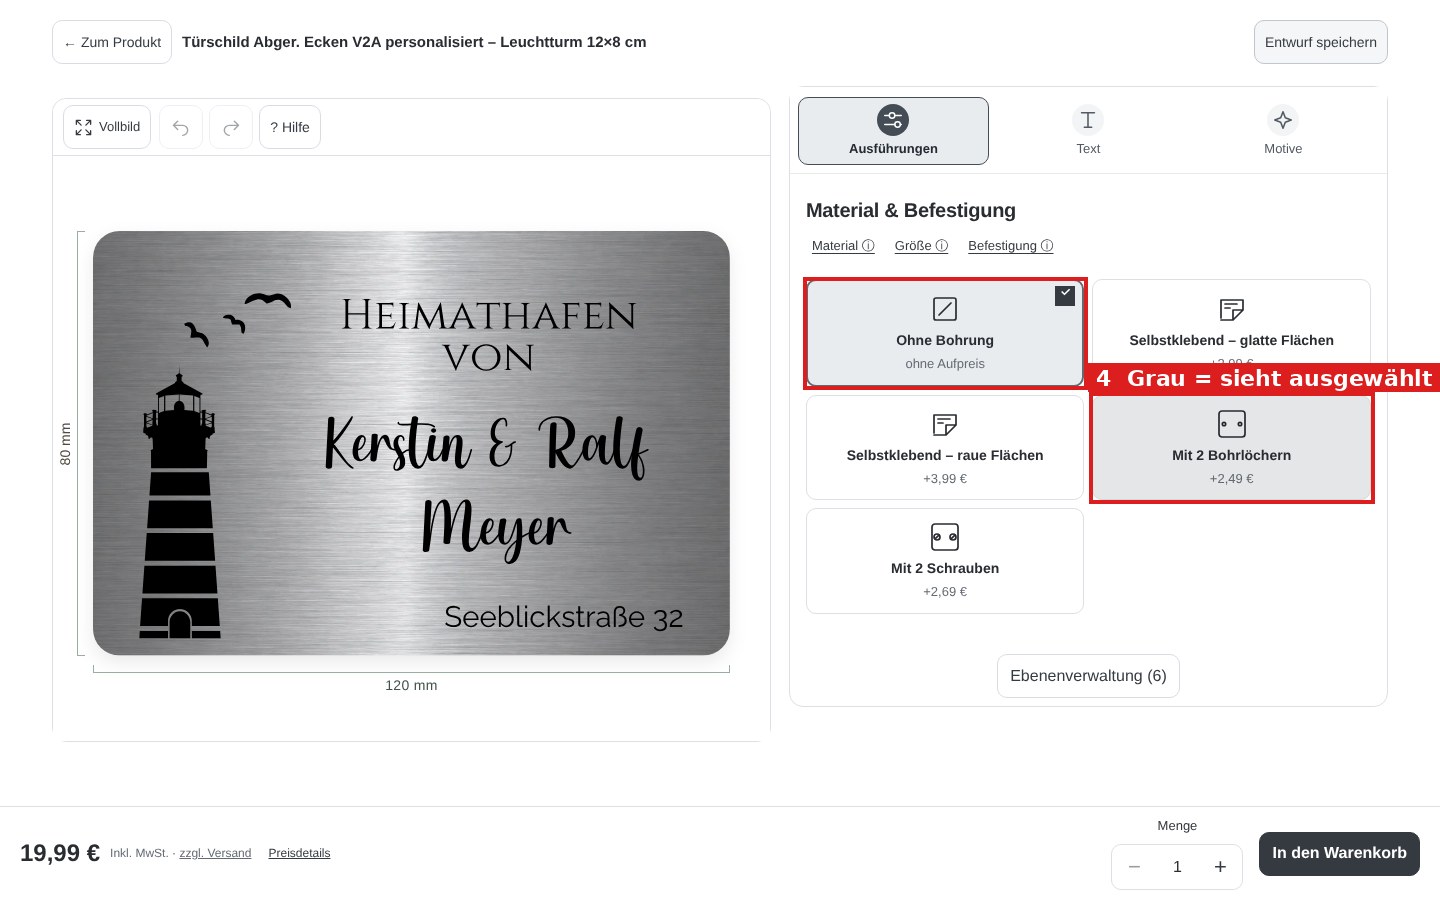 ← Zum Produkt
Türschild Abger. Ecken V2A personalisiert – Leuchtturm 12×8 cm
Entwurf speichern
Vollbild
? Hilfe
Ausführungen
Text
Motive
Material & Befestigung
Material ⓘ
Größe ⓘ
Befestigung ⓘ
Heimathafen
von
Kerstin & Ralf
Meyer
Seeblickstraße 32
80 mm
120 mm
Ohne Bohrung
ohne Aufpreis
Selbstklebend – glatte Flächen
4 Grau = sieht ausgewählt
Selbstklebend – raue Flächen
+3,99 €
Mit 2 Bohrlöchern
+2,49 €
Mit 2 Schrauben
+2,69 €
Ebenenverwaltung (6)
19,99 €
Inkl. MwSt. · zzgl. Versand
Preisdetails
Menge
− 1 +
In den Warenkorb